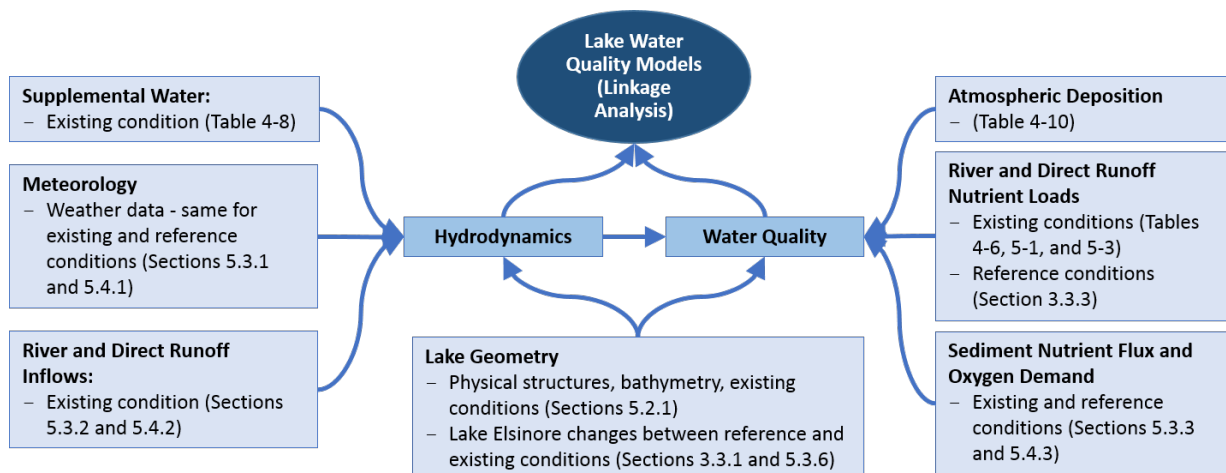 Lake Water
Quality Models
(Linkage
Analysis)
Supplemental Water:
– Existing condition (Table 4-8)
Meteorology
– Weather data - same for
existing and reference
conditions (Sections 5.3.1
and 5.4.1)
River and Direct Runoff
Inflows:
– Existing condition (Sections
5.3.2 and 5.4.2)
Hydrodynamics
Water Quality
Lake Geometry
– Physical structures, bathymetry, existing
conditions (Sections 5.2.1)
– Lake Elsinore changes between reference and
existing conditions (Sections 3.3.1 and 5.3.6)
Atmospheric Deposition
– (Table 4-10)
River and Direct Runoff
Nutrient Loads
– Existing conditions (Tables
4-6, 5-1, and 5-3)
– Reference conditions
(Section 3.3.3)
Sediment Nutrient Flux and
Oxygen Demand
– Existing and reference
conditions (Sections 5.3.3
and 5.4.3)